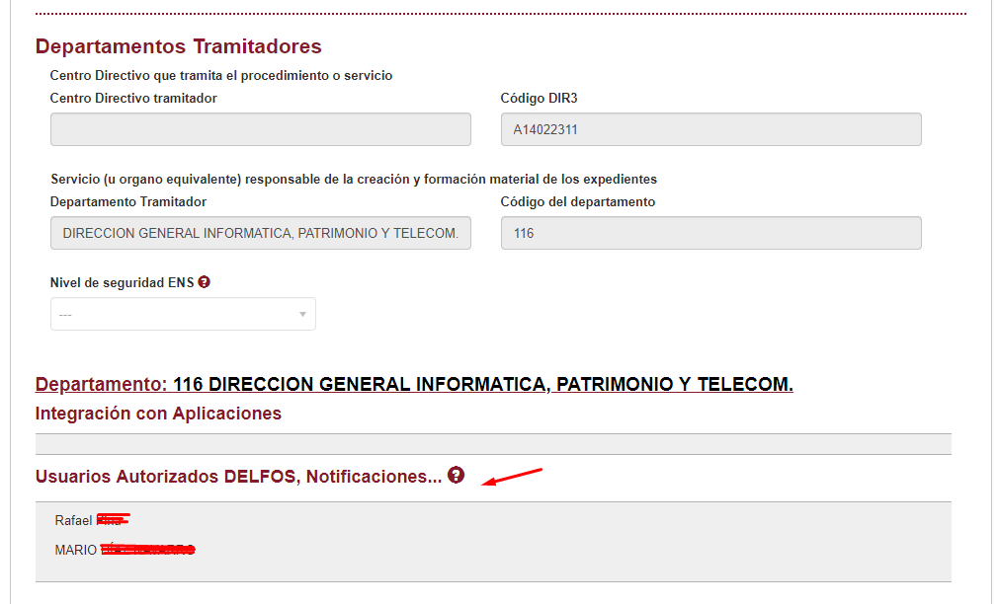 Departamentos Tramitadores
Centro Directivo que tramita el procedimiento o servicio
Centro Directivo tramitador
Código DIR3
A14022311
Servicio (u organo equivalente) responsable de la creación y formación material de los expedientes
Departamento Tramitador
Código del departamento
DIRECCION GENERAL INFORMATICA, PATRIMONIO Y TELECOM.
116
Nivel de seguridad ENS ?
---
Departamento: 116 DIRECCION GENERAL INFORMATICA, PATRIMONIO Y TELECOM.
Integración con Aplicaciones
Usuarios Autorizados DELFOS, Notificaciones... ?
Rafael
MARIO